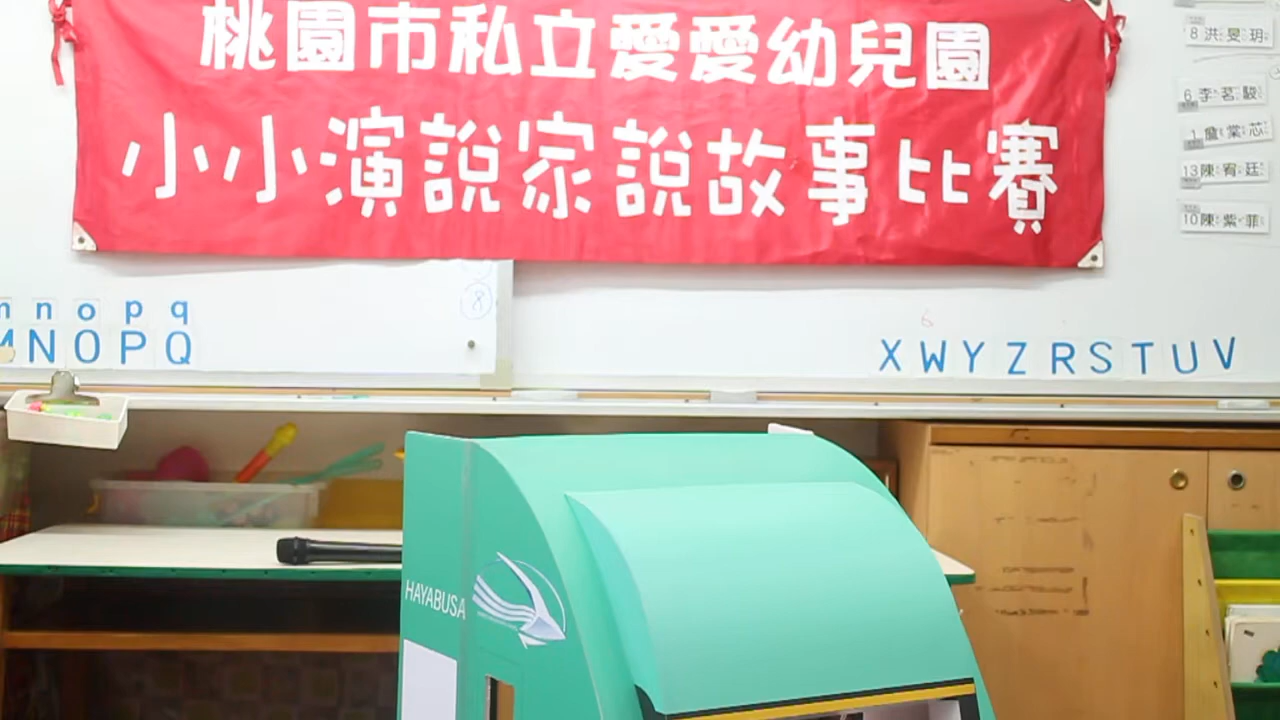 桃園市私立愛愛幼兒園
小小演說家說故事比賽
8 洪旻玥
6 李茗駿
1 詹棠芯
13 陳宥廷
10 陳紫菲
n o p q
N O P Q
8
6
X W Y Z R S T U V
HAYABUSA